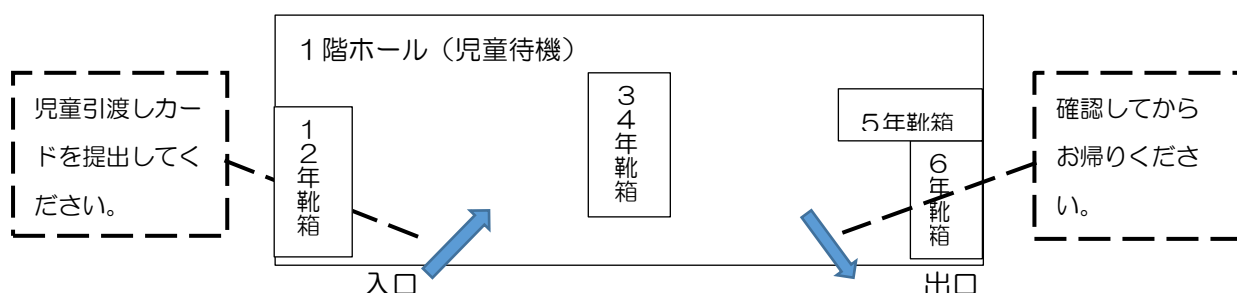 １階ホール（児童待機）
児童引渡しカー
ドを提出してく
ださい。
１２年靴箱
３４年靴箱
５年靴箱
６年靴箱
確認してから
お帰りくださ
い。
入口
出口